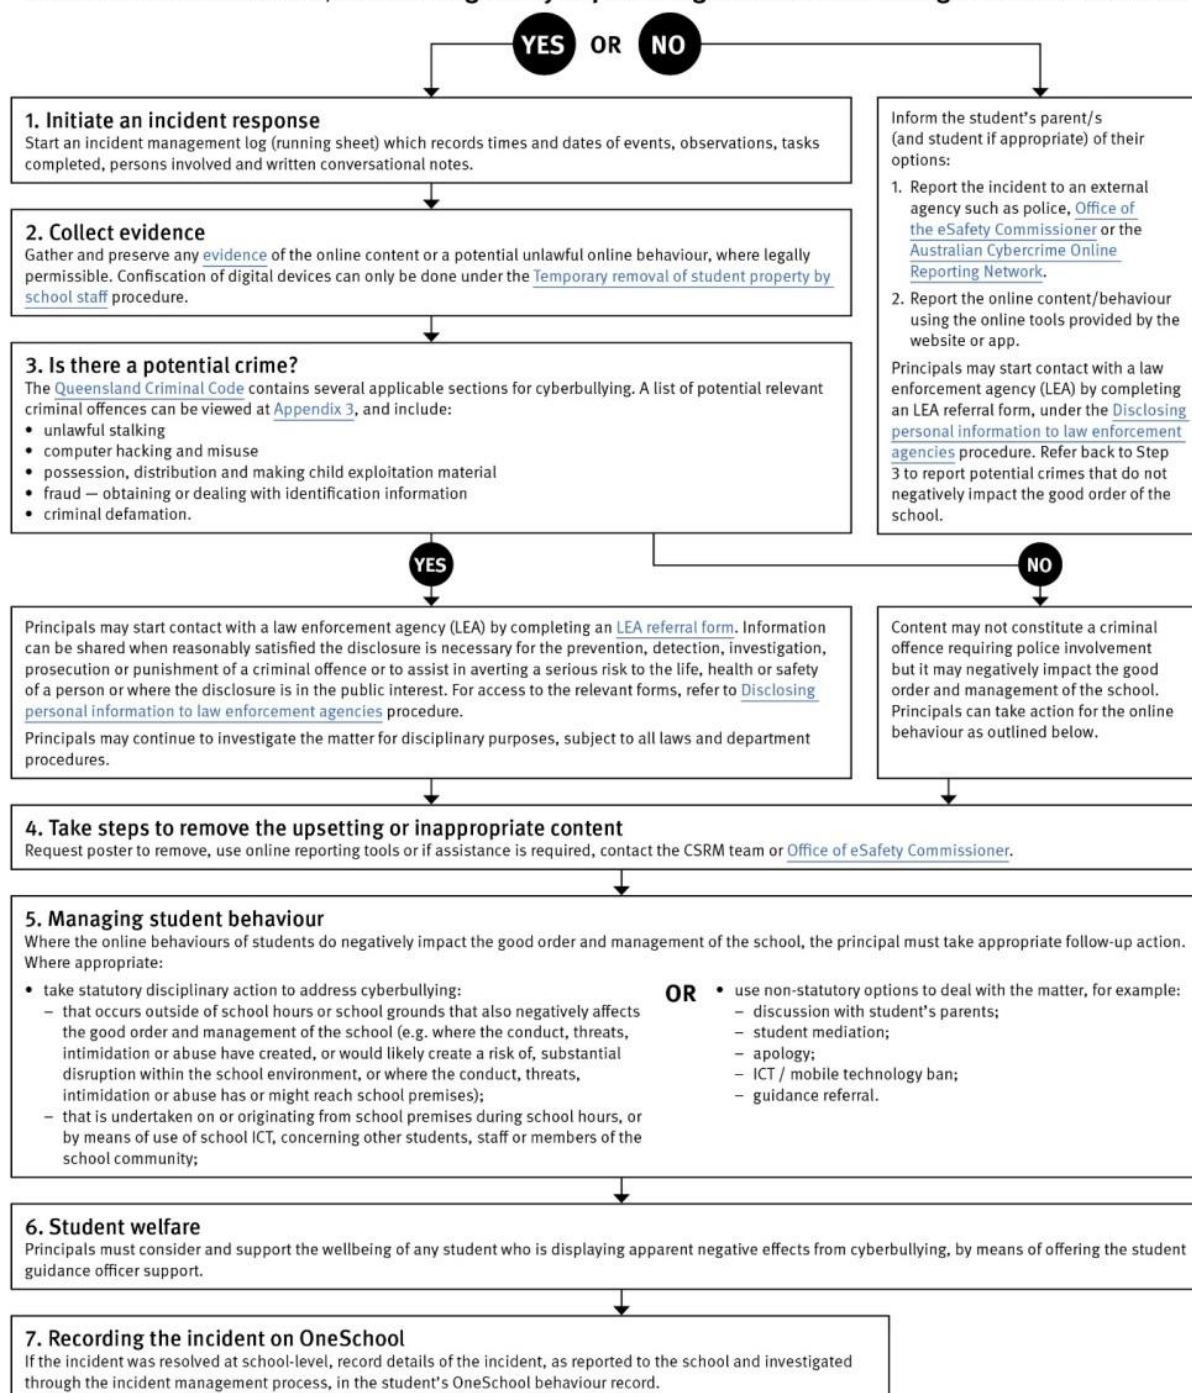 YES OR NO
1. Initiate an incident response
Start an incident management log (running sheet) which records times and dates of events, observations, tasks
completed, persons involved and written conversational notes.
2. Collect evidence
Gather and preserve any evidence of the online content or a potential unlawful online behaviour, where legally
permissible. Confiscation of digital devices can only be done under the Temporary removal of student property by
school staff procedure.
3. Is there a potential crime?
The Queensland Criminal Code contains several applicable sections for cyberbullying. A list of potential relevant
criminal offences can be viewed at Appendix 3, and include:
• unlawful stalking
• computer hacking and misuse
• possession, distribution and making child exploitation material
• fraud — obtaining or dealing with identification information
• criminal defamation.
Inform the student's parent/s
(and student if appropriate) of their
options:
1. Report the incident to an external
agency such as police, Office of
the eSafety Commissioner or the
Australian Cybercrime Online
Reporting Network.
2. Report the online content/behaviour
using the online tools provided by the
website or app.
Principals may start contact with a law
enforcement agency (LEA) by completing
an LEA referral form, under the Disclosing
personal information to law enforcement
agencies procedure. Refer back to Step
3 to report potential crimes that do not
negatively impact the good order of the
school.
YES
NO
Principals may start contact with a law enforcement agency (LEA) by completing an LEA referral form. Information
can be shared when reasonably satisfied the disclosure is necessary for the prevention, detection, investigation,
prosecution or punishment of a criminal offence or to assist in averting a serious risk to the life, health or safety
of a person or where the disclosure is in the public interest. For access to the relevant forms, refer to Disclosing
personal information to law enforcement agencies procedure.
Principals may continue to investigate the matter for disciplinary purposes, subject to all laws and department
procedures.
Content may not constitute a criminal
offence requiring police involvement
but it may negatively impact the good
order and management of the school.
Principals can take action for the online
behaviour as outlined below.
4. Take steps to remove the upsetting or inappropriate content
Request poster to remove, use online reporting tools or if assistance is required, contact the CSRM team or Office of eSafety Commissioner.
5. Managing student behaviour
Where the online behaviours of students do negatively impact the good order and management of the school, the principal must take appropriate follow-up action.
Where appropriate:
• take statutory disciplinary action to address cyberbullying:
– that occurs outside of school hours or school grounds that also negatively affects
the good order and management of the school (e.g. where the conduct, threats,
intimidation or abuse have created, or would likely create a risk of, substantial
disruption within the school environment, or where the conduct, threats,
intimidation or abuse has or might reach school premises);
– that is undertaken on or originating from school premises during school hours, or
by means of use of school ICT, concerning other students, staff or members of the
school community;
OR
• use non-statutory options to deal with the matter, for example:
– discussion with student's parents;
– student mediation;
– apology;
– ICT / mobile technology ban;
– guidance referral.
6. Student welfare
Principals must consider and support the wellbeing of any student who is displaying apparent negative effects from cyberbullying, by means of offering the student
guidance officer support.
7. Recording the incident on OneSchool
If the incident was resolved at school-level, record details of the incident, as reported to the school and investigated
through the incident management process, in the student's OneSchool behaviour record.